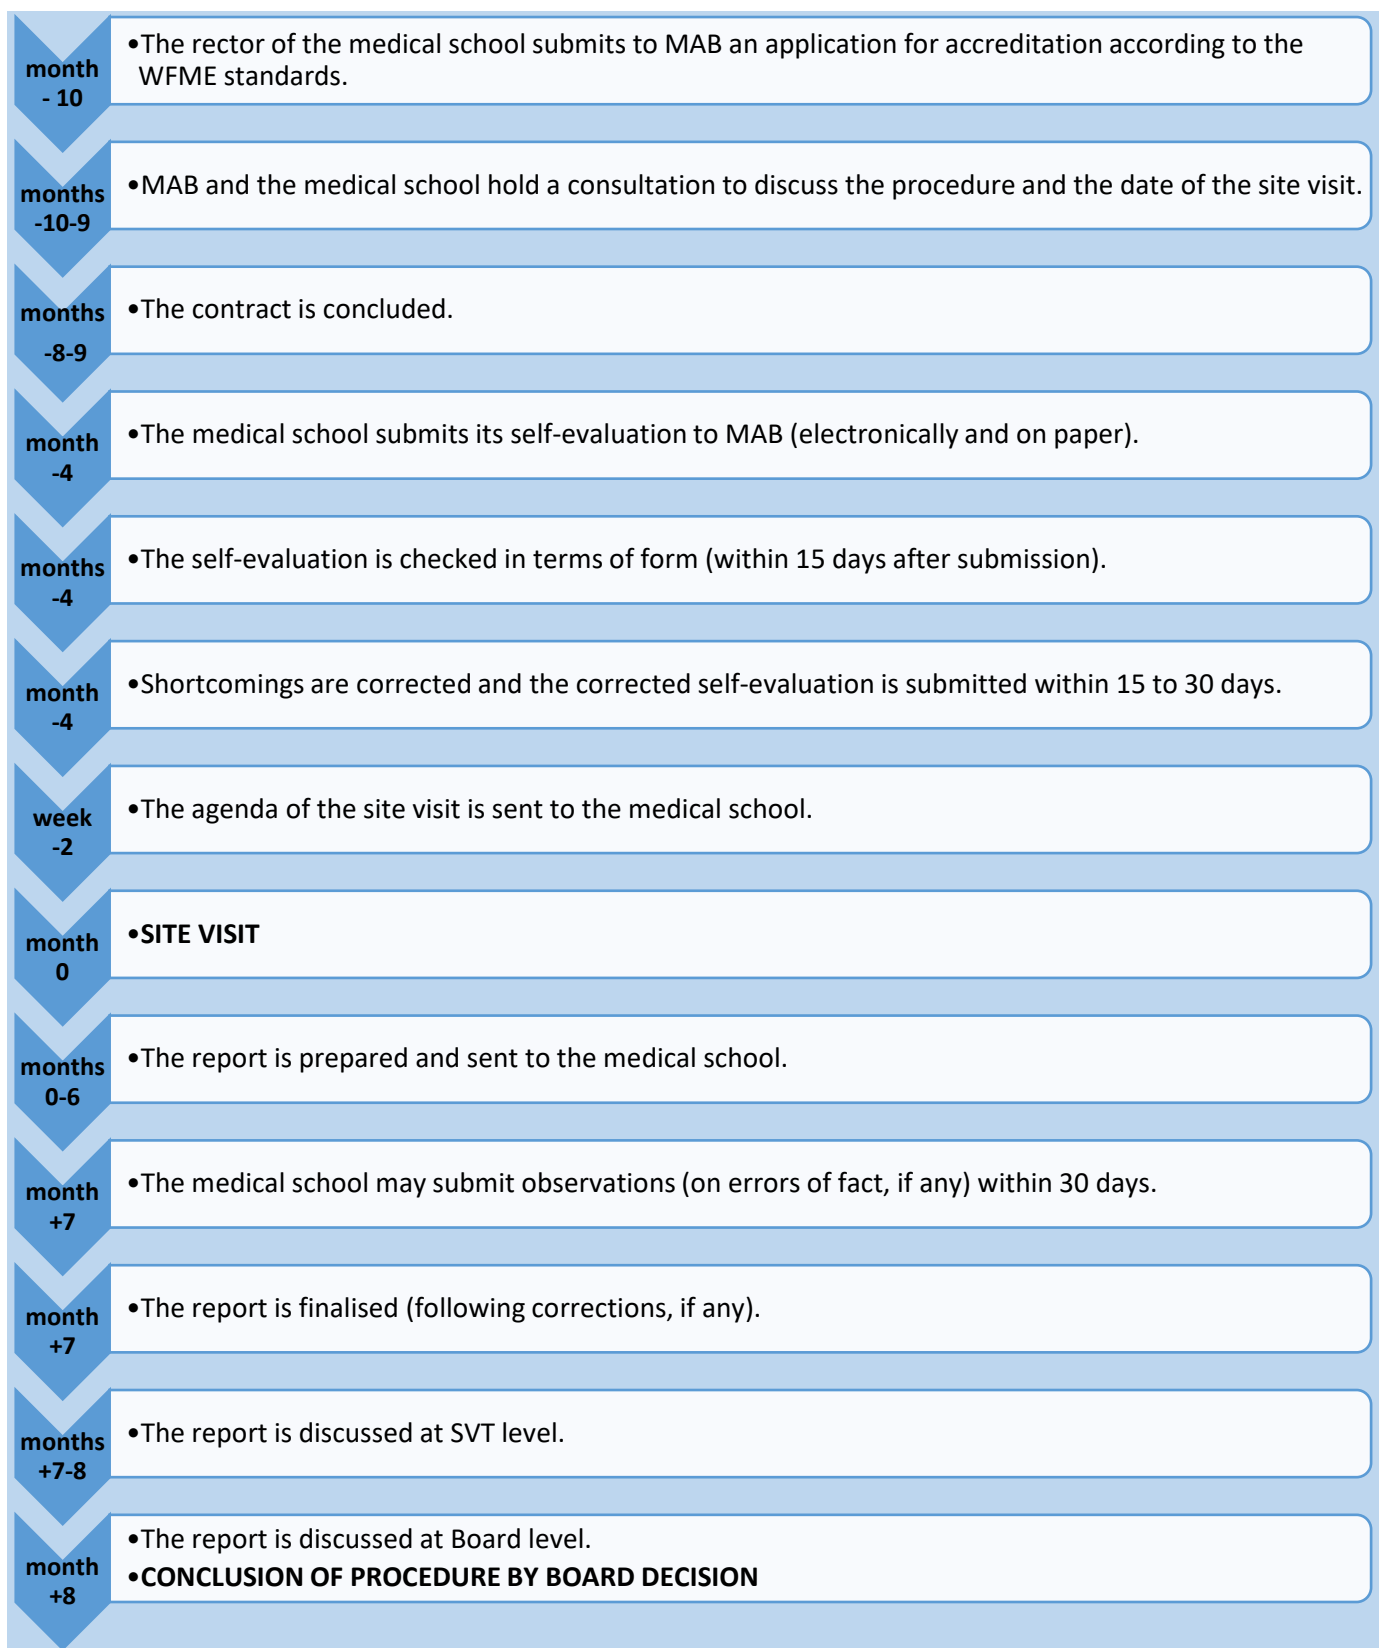 month
- 10
•The rector of the medical school submits to MAB an application for accreditation according to the
WFME standards.
months
-10-9
•MAB and the medical school hold a consultation to discuss the procedure and the date of the site visit.
months
-8-9
•The contract is concluded.
month
-4
•The medical school submits its self-evaluation to MAB (electronically and on paper).
months
-4
•The self-evaluation is checked in terms of form (within 15 days after submission).
month
-4
•Shortcomings are corrected and the corrected self-evaluation is submitted within 15 to 30 days.
week
-2
•The agenda of the site visit is sent to the medical school.
month
0
•SITE VISIT
months
0-6
•The report is prepared and sent to the medical school.
month
+7
•The medical school may submit observations (on errors of fact, if any) within 30 days.
month
+7
•The report is finalised (following corrections, if any).
months
+7-8
•The report is discussed at SVT level.
month
+8
•The report is discussed at Board level.
•CONCLUSION OF PROCEDURE BY BOARD DECISION